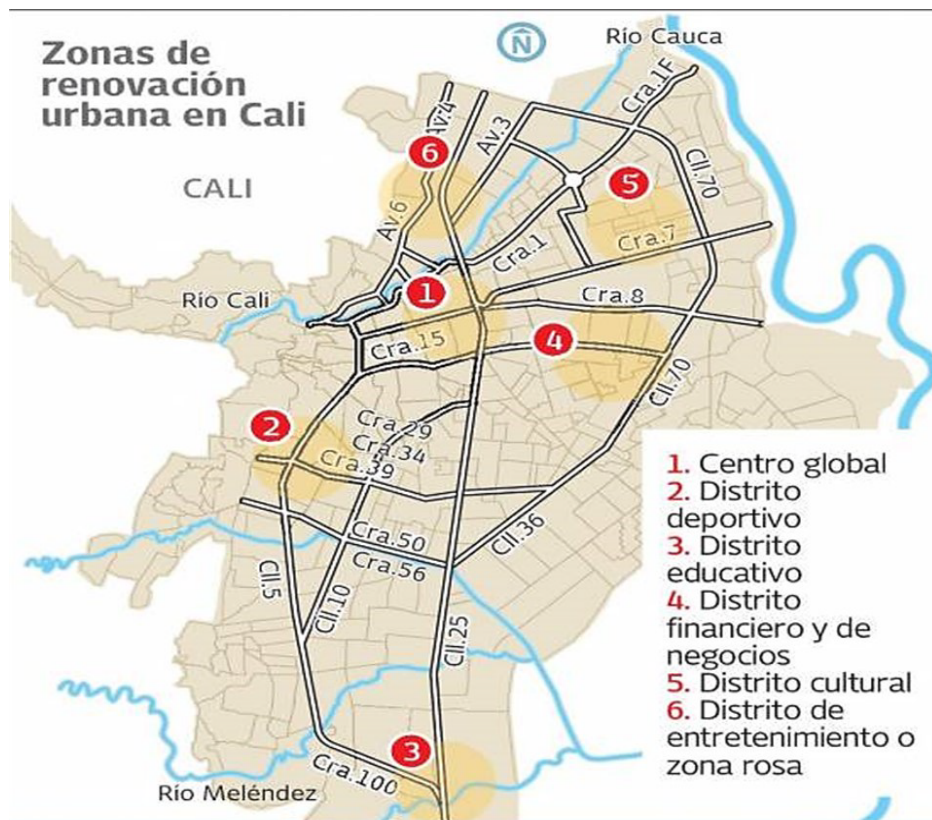 Zonas de
renovación
urbana en Cali
N
Río Cauca
CALI
Av.4
Av.3
Cra.1F
6
5
Cll.70
Av.6
Cra.1
Cra.7
Río Cali
1
Cra.8
Cra.15
4
Cll.70
2
Cra.29
Cra.34
Cra.39
Cra.50
Cll.36
Cra.56
Cll.5
Cll.10
Cll.25
3
Cra.100
Río Meléndez
1. Centro global
2. Distrito
deportivo
3. Distrito
educativo
4. Distrito
financiero y de
negocios
5. Distrito cultural
6. Distrito de
entretenimiento o
zona rosa